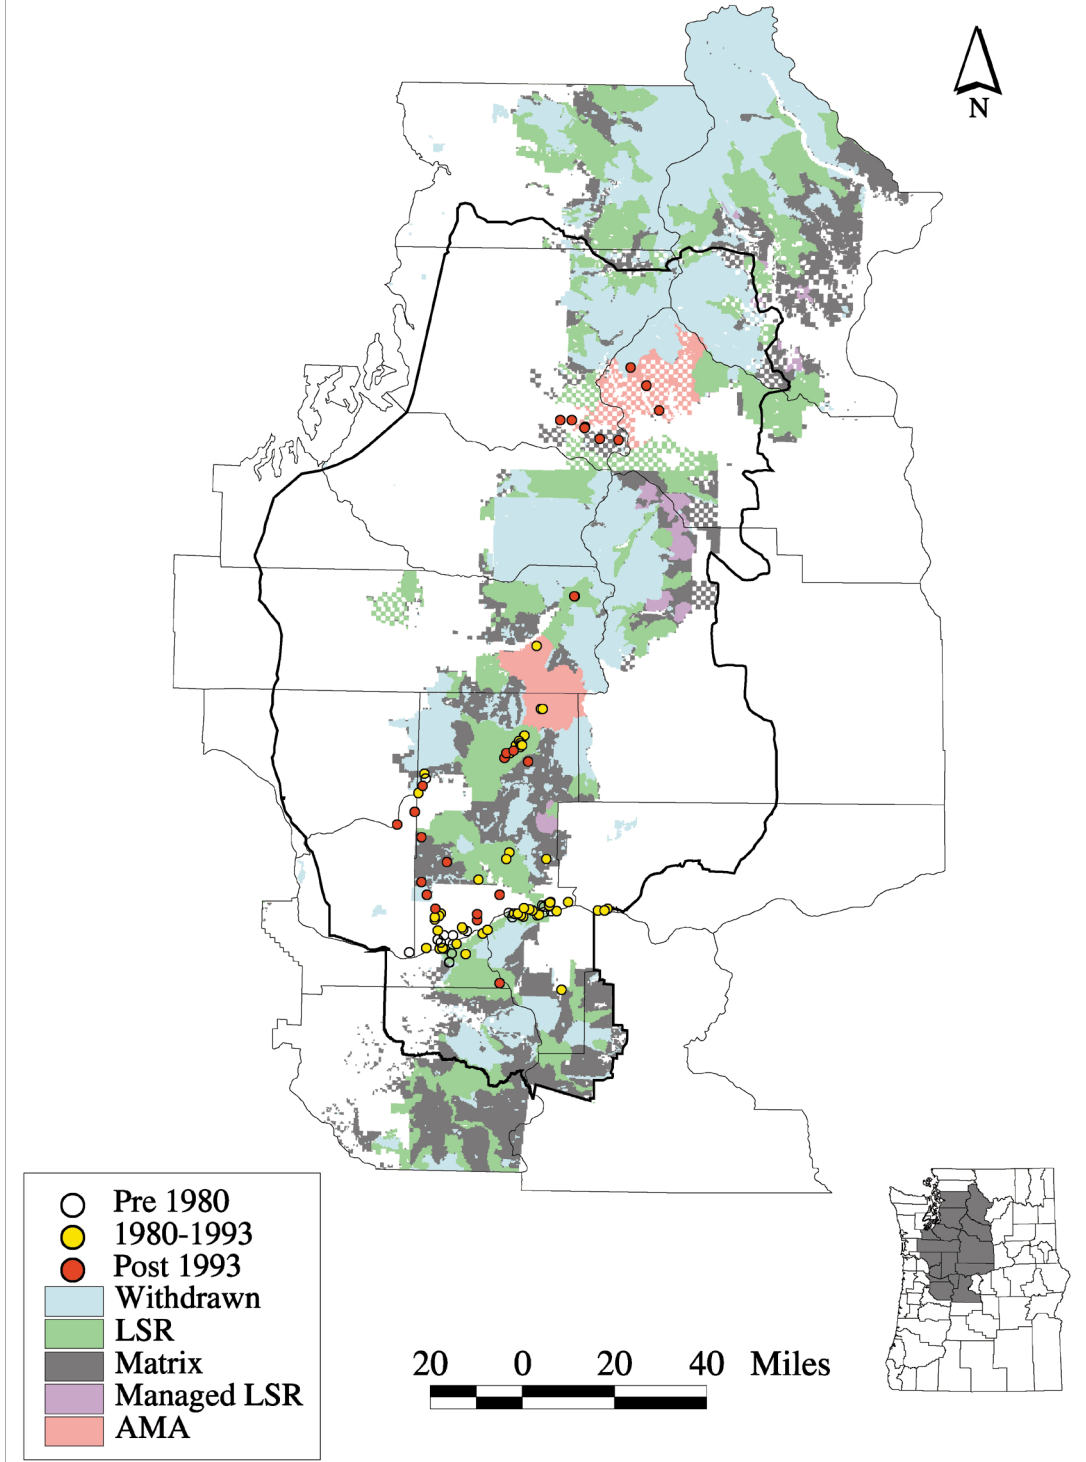 N
Pre 1980
1980-1993
Post 1993
Withdrawn
LSR
Matrix
Managed LSR
AMA
20 0 20 40 Miles